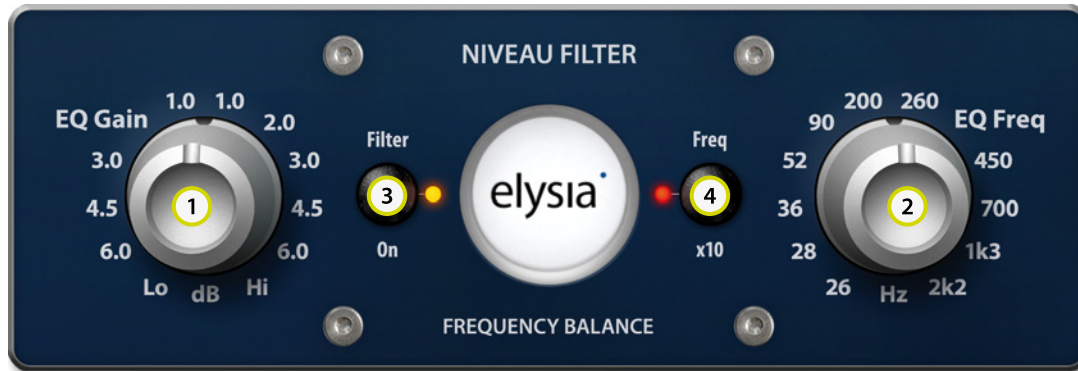 NIVEAU FILTER
EQ Gain
1.0 1.0
2.0
3.0
3.0
4.5
4.5
6.0
6.0
Lo dB Hi
1
Filter
3
On
elysia
Freq
4
x10
EQ Freq
200 260
90
450
52
700
36
1k3
28
2k2
26
Hz
2
FREQUENCY BALANCE